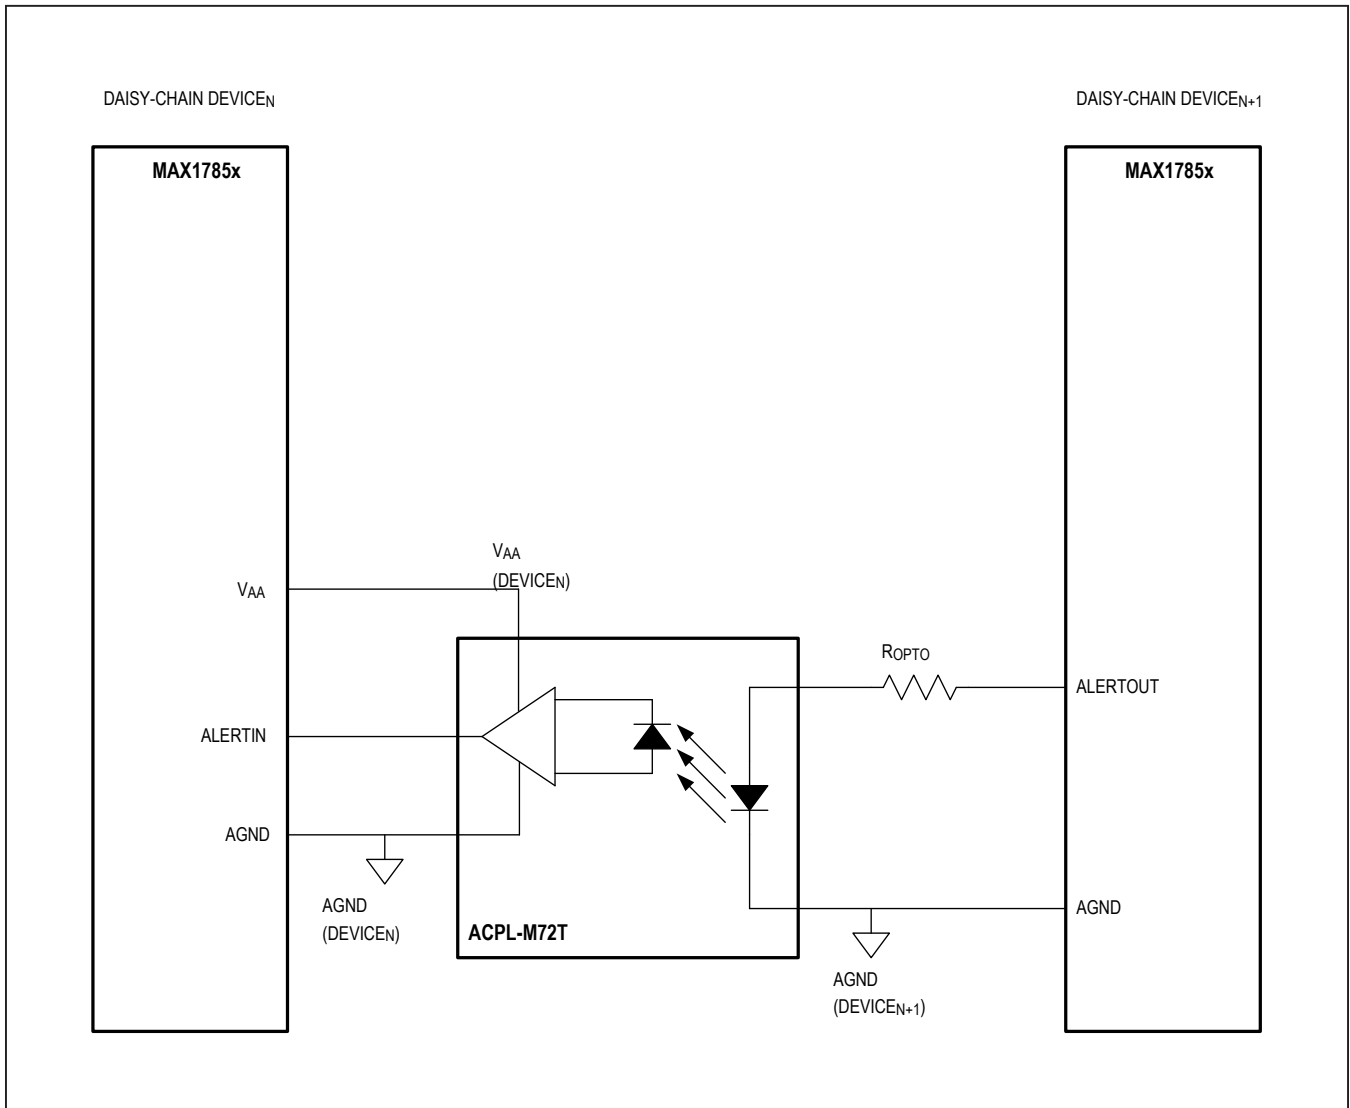 DAISY-CHAIN DEVICEN
DAISY-CHAIN DEVICEN+1
MAX1785x
MAX1785x
VAA
(DEVICEN)
VAA
ROPTO
ALERTOUT
ALERTIN
AGND
AGND
(DEVICEN)
ACPL-M72T
AGND
AGND
(DEVICEN+1)